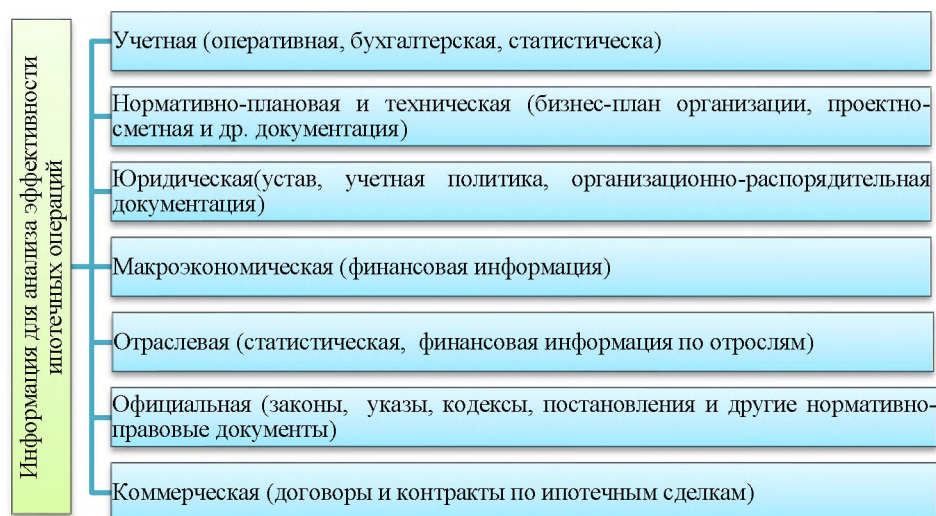 Информация для анализа эффективности
ипотечных операций
Учетная (оперативная, бухгалтерская, статистическа)
Нормативно-плановая и техническая (бизнес-план организации, проектно-
сметная и др. документация)
Юридическая(устав, учетная политика, организационно-распорядительная
документация)
Макроэкономическая (финансовая информация)
Отраслевая (статистическая, финансовая информация по отрослям)
Официальная (законы, указы, кодексы, постановления и другие нормативно-
правовые документы)
Коммерческая (договоры и контракты по ипотечным сделкам)